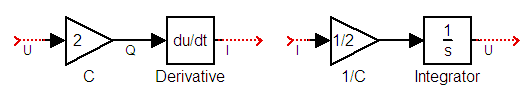 2 du/dt 1/2 1
s
U Q I I U
C Derivative 1/C Integrator